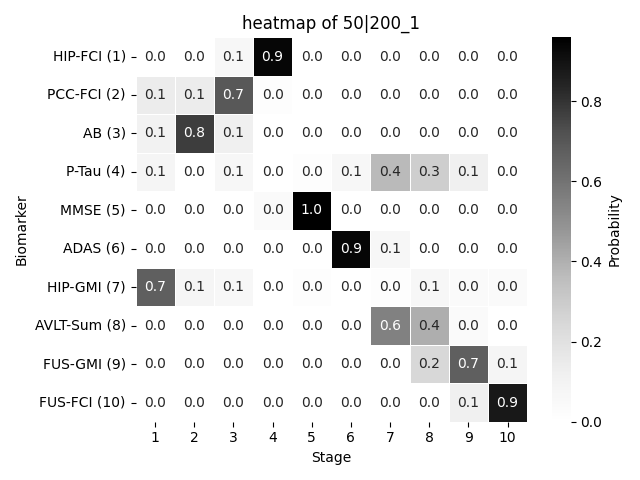 heatmap of 50|200_1
HIP-FCI (1) 0.0 0.0 0.1 0.9 0.0 0.0 0.0 0.0 0.0 0.0
PCC-FCI (2) 0.1 0.1 0.7 0.0 0.0 0.0 0.0 0.0 0.0 0.0
AB (3) 0.1 0.8 0.1 0.0 0.0 0.0 0.0 0.0 0.0 0.0
P-Tau (4) 0.1 0.0 0.1 0.0 0.0 0.1 0.4 0.3 0.1 0.0
MMSE (5) 0.0 0.0 0.0 0.0 1.0 0.0 0.0 0.0 0.0 0.0
ADAS (6) 0.0 0.0 0.0 0.0 0.0 0.9 0.1 0.0 0.0 0.0
HIP-GMI (7) 0.7 0.1 0.1 0.0 0.0 0.0 0.0 0.1 0.0 0.0
AVLT-Sum (8) 0.0 0.0 0.0 0.0 0.0 0.0 0.6 0.4 0.0 0.0
FUS-GMI (9) 0.0 0.0 0.0 0.0 0.0 0.0 0.0 0.2 0.7 0.1
FUS-FCI (10) 0.0 0.0 0.0 0.0 0.0 0.0 0.0 0.0 0.1 0.9
1 2 3 4 5 6 7 8 9 10
Stage
Biomarker
0.8
0.6
0.4
0.2
0.0
Probability